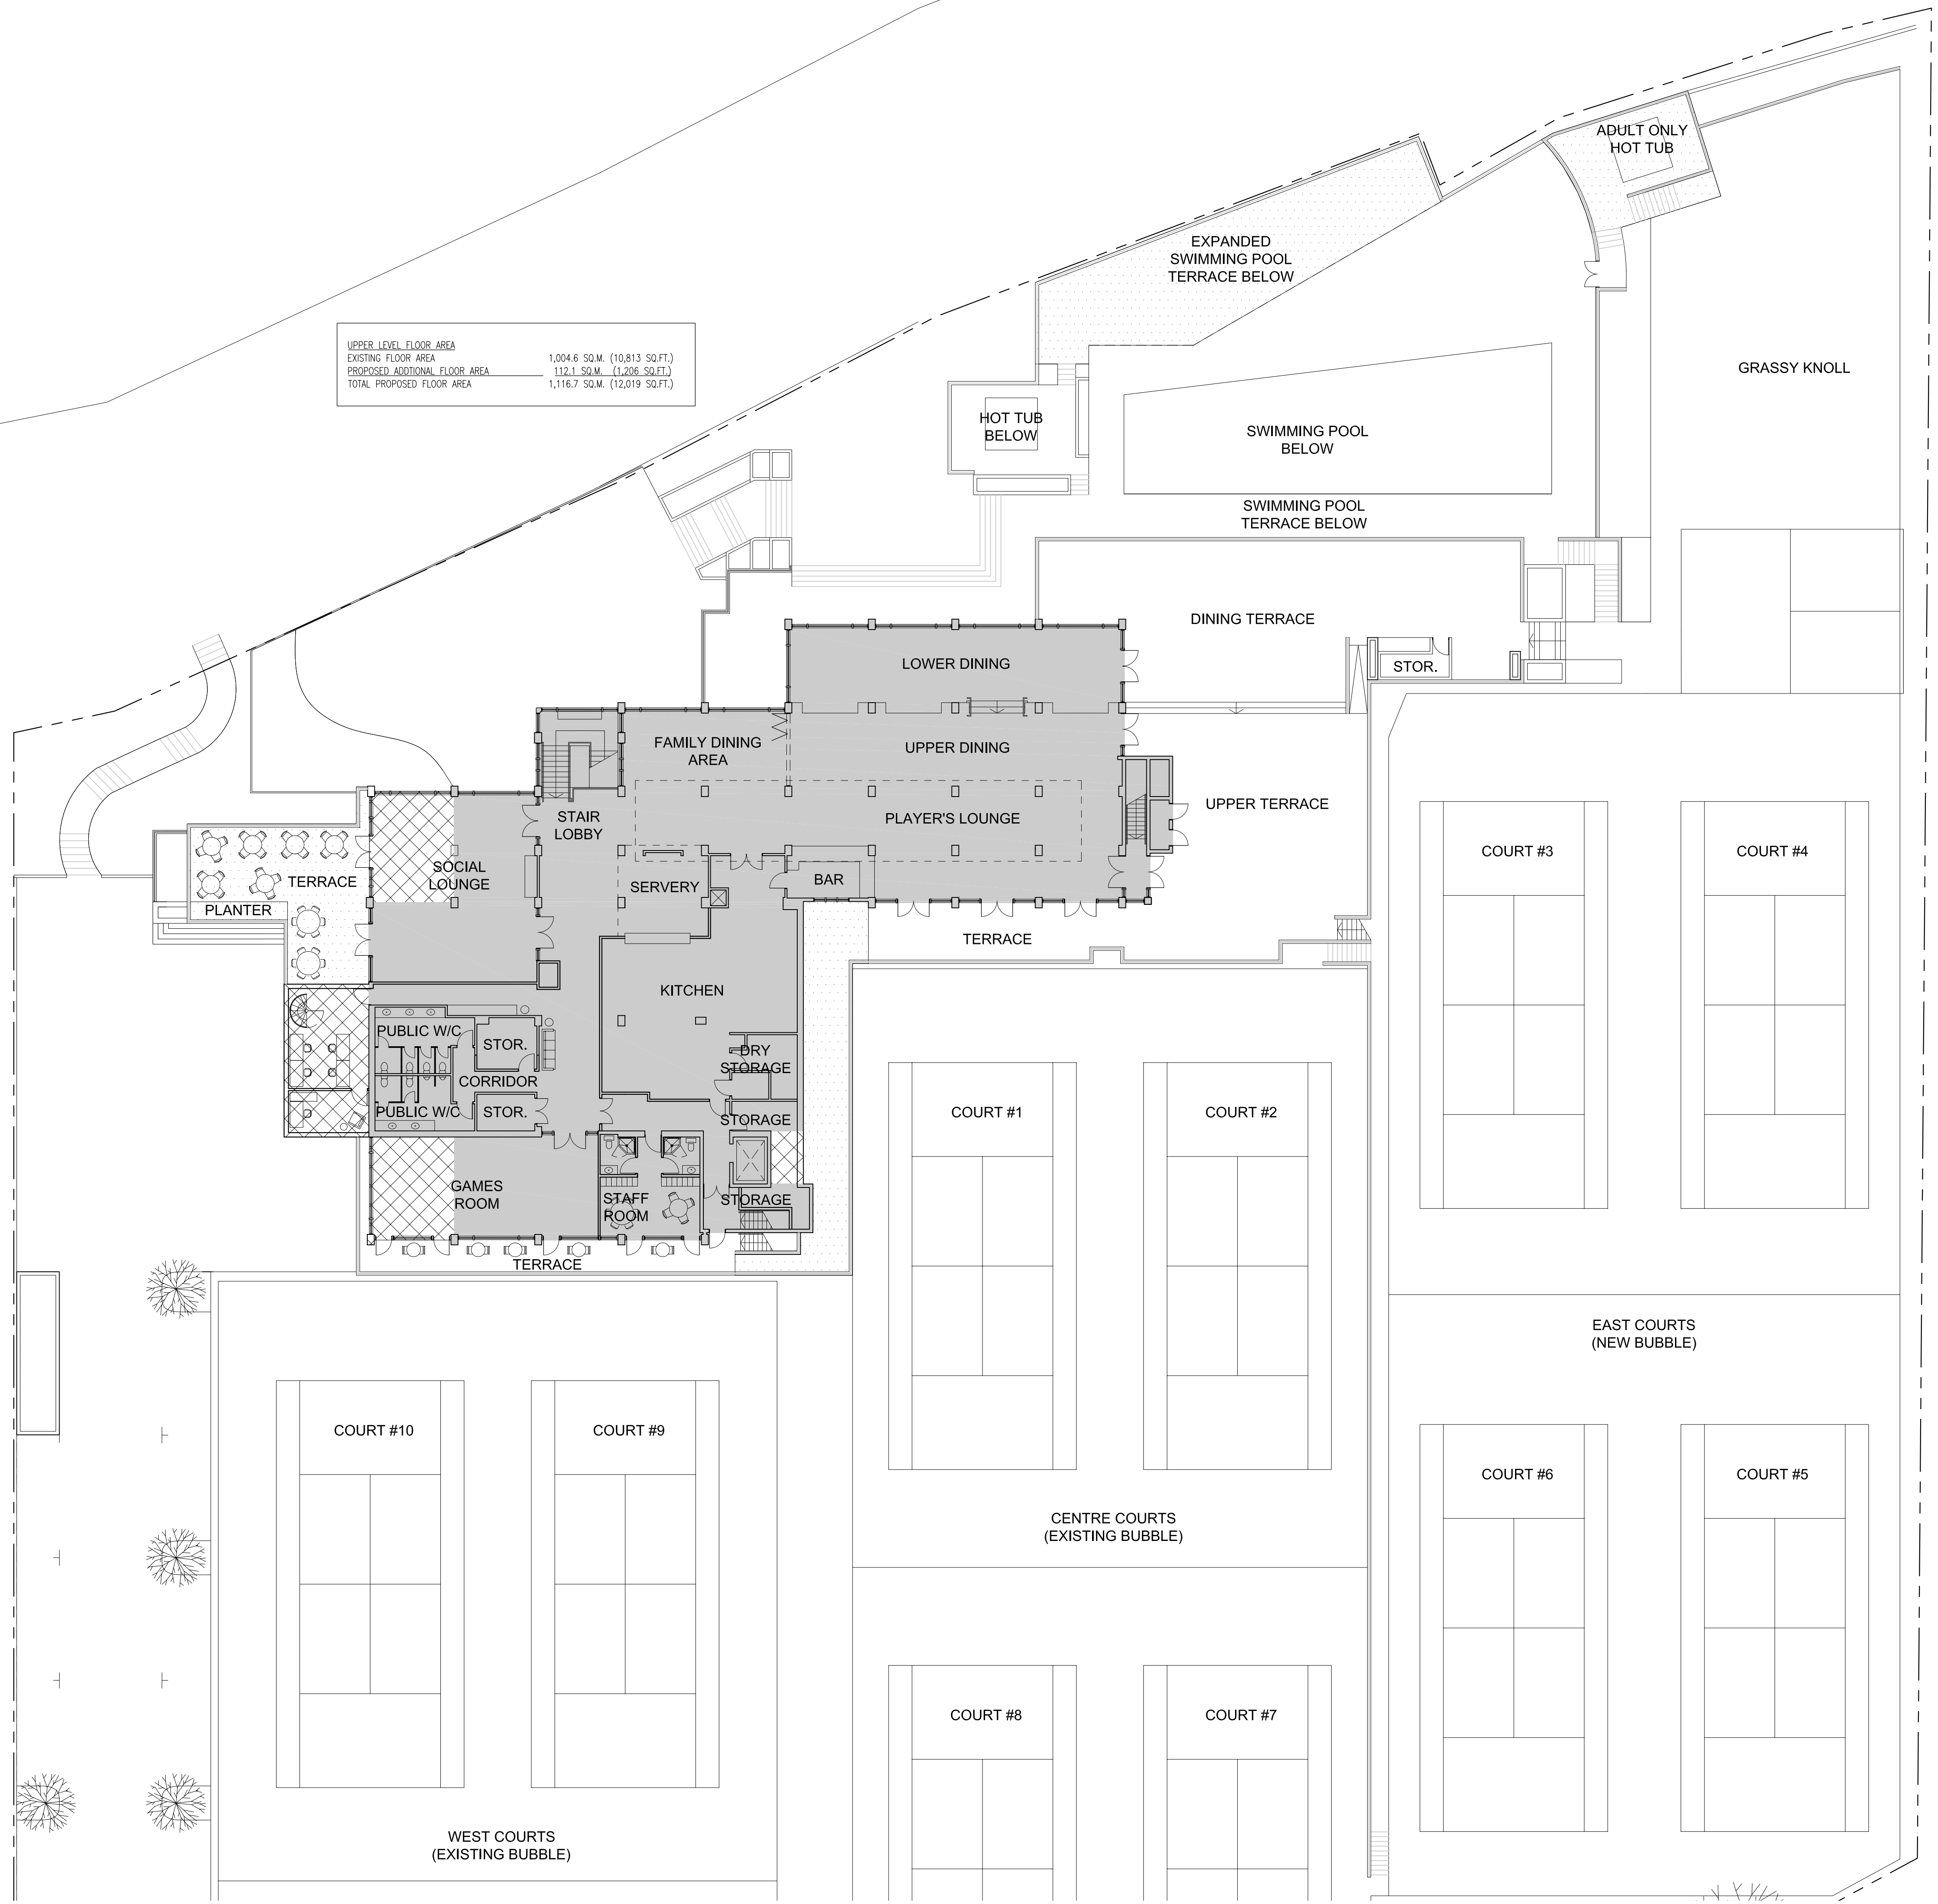 ADULT ONLY
HOT TUB
EXPANDED
SWIMMING POOL
TERRACE BELOW
UPPER LEVEL FLOOR AREA
EXISTING FLOOR AREA 1,004.6 SQ.M. (10,813 SQ.FT.)
PROPOSED ADDTIONAL FLOOR AREA 112.1 SQ.M. (1,206 SQ.FT.)
TOTAL PROPOSED FLOOR AREA 1,116.7 SQ.M. (12,019 SQ.FT.)
GRASSY KNOLL
HOT TUB
BELOW
SWIMMING POOL
BELOW
SWIMMING POOL
TERRACE BELOW
DINING TERRACE
LOWER DINING
STOR.
FAMILY DINING
AREA
UPPER DINING
UPPER TERRACE
STAIR
LOBBY
PLAYER'S LOUNGE
COURT #3
COURT #4
SOCIAL
LOUNGE
TERRACE
SERVERY
BAR
PLANTER
TERRACE
KITCHEN
PUBLIC W/C
STOR.
DRY
STORAGE
CORRIDOR
PUBLIC W/C
STOR.
STORAGE
COURT #1
COURT #2
GAMES
ROOM
STAFF
ROOM
STORAGE
TERRACE
EAST COURTS
(NEW BUBBLE)
COURT #10
COURT #9
COURT #6
COURT #5
CENTRE COURTS
(EXISTING BUBBLE)
COURT #8
COURT #7
WEST COURTS
(EXISTING BUBBLE)